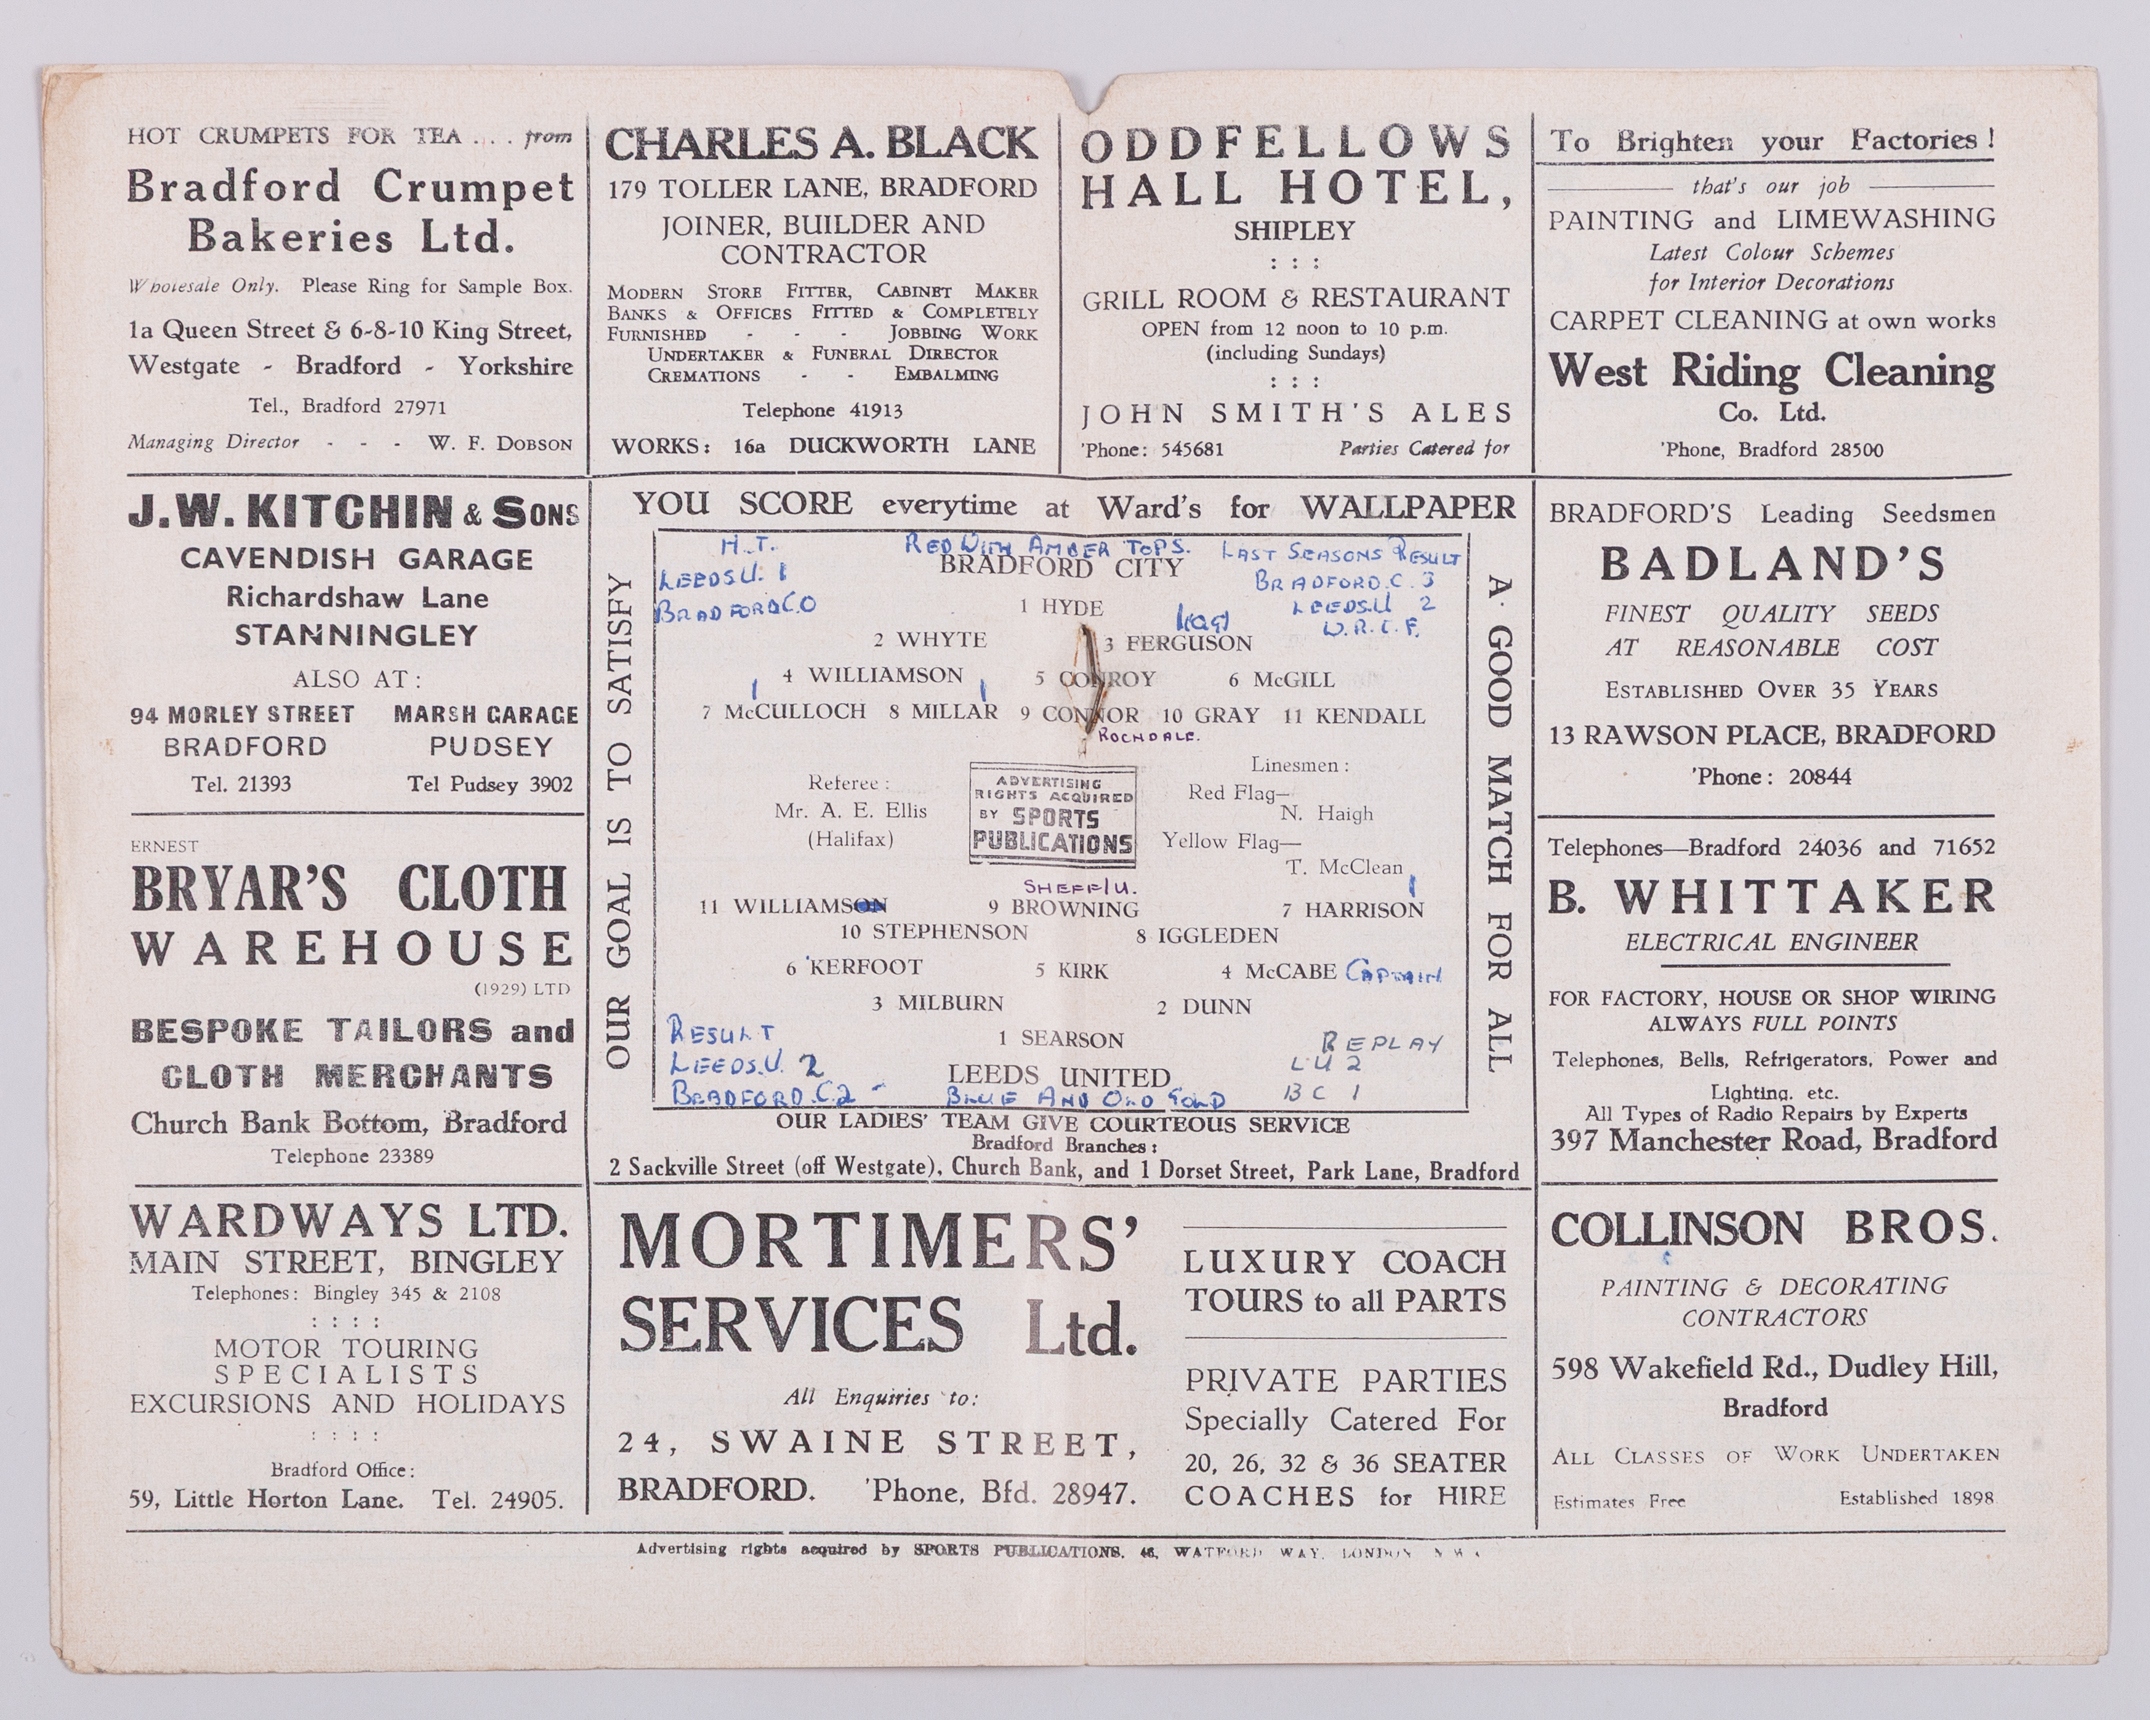 HOT CRUMPETS FOR TEA . . . from
Bradford Crumpet
Bakeries Ltd.
Wholesale Only. Please Ring for Sample Box.
1a Queen Street & 6-8-10 King Street,
Westgate - Bradford - Yorkshire
Tel., Bradford 27971
Managing Director - - - W. F. DOBSON
CHARLES A. BLACK
179 TOLLER LANE, BRADFORD
JOINER, BUILDER AND
CONTRACTOR
MODERN STORE FITTER, CABINET MAKER
BANKS & OFFICES FITTED & COMPLETELY
FURNISHED - - - JOBBING WORK
UNDERTAKER & FUNERAL DIRECTOR
CREMATIONS - - EMBALMING
Telephone 41913
WORKS: 16a DUCKWORTH LANE
ODDFELLOWS
HALL HOTEL,
SHIPLEY
: : :
GRILL ROOM & RESTAURANT
OPEN from 12 noon to 10 p.m.
(including Sundays)
: : :
JOHN SMITH'S ALES
'Phone: 545681 Parties Catered for
To Brighten your Factories !
that's our job
PAINTING and LIMEWASHING
Latest Colour Schemes
for Interior Decorations
CARPET CLEANING at own works
West Riding Cleaning
Co. Ltd.
'Phone, Bradford 28500
J. W. KITCHIN & SONS
CAVENDISH GARAGE
Richardshaw Lane
STANNINGLEY
ALSO AT :
94 MORLEY STREET MARSH GARAGE
BRADFORD PUDSEY
Tel. 21393 Tel Pudsey 3902
ERNEST
BRYAR'S CLOTH
WAREHOUSE
(1929) LTD
BESPOKE TAILORS and
CLOTH MERCHANTS
Church Bank Bottom, Bradford
Telephone 23389
WARDWAYS LTD.
MAIN STREET, BINGLEY
Telephones: Bingley 345 & 2108
: : : :
MOTOR TOURING
SPECIALISTS
EXCURSIONS AND HOLIDAYS
: : : :
Bradford Office:
59, Little Horton Lane. Tel. 24905.
YOU SCORE everytime at Ward's for WALLPAPER
OUR GOAL IS TO SATISFY
H.T.
LEEDS.U. 1
BRADFORD.C.0
RED WITH AMBER TOPS.
BRADFORD CITY
LAST SEASONS RESULT
BRADFORD.C. 3
LEEDS.U 2
W.R.C.F.
1 HYDE
2 WHYTE 3 FERGUSON
4 WILLIAMSON 5 CONROY 6 McGILL
1 1
7 McCULLOCH 8 MILLAR 9 CONNOR 10 GRAY 11 KENDALL
ROCHDALE.
Referee :
Mr. A. E. Ellis
(Halifax)
ADVERTISING
RIGHTS ACQUIRED
BY SPORTS
PUBLICATIONS
Linesmen :
Red Flag—
N. Haigh
Yellow Flag—
T. McClean
SHEFF/U.
1
11 WILLIAMSON 9 BROWNING 7 HARRISON
10 STEPHENSON 8 IGGLEDEN
6 KERFOOT 5 KIRK 4 McCABE CAPTAIN
3 MILBURN 2 DUNN
1 SEARSON
LEEDS UNITED
BLUE AND OLD GOLD
RESULT
LEEDS.U. 2
BRADFORD.C.2 -
REPLAY
LU 2
BC 1
A GOOD MATCH FOR ALL
OUR LADIES' TEAM GIVE COURTEOUS SERVICE
Bradford Branches :
2 Sackville Street (off Westgate), Church Bank, and 1 Dorset Street, Park Lane, Bradford
MORTIMERS'
SERVICES Ltd.
All Enquiries to:
24, SWAINE STREET,
BRADFORD. 'Phone, Bfd. 28947.
LUXURY COACH
TOURS to all PARTS
PRIVATE PARTIES
Specially Catered For
20, 26, 32 & 36 SEATER
COACHES for HIRE
BRADFORD'S Leading Seedsmen
BADLAND'S
FINEST QUALITY SEEDS
AT REASONABLE COST
ESTABLISHED OVER 35 YEARS
13 RAWSON PLACE, BRADFORD
'Phone : 20844
Telephones—Bradford 24036 and 71652
B. WHITTAKER
ELECTRICAL ENGINEER
FOR FACTORY, HOUSE OR SHOP WIRING
ALWAYS FULL POINTS
Telephones, Bells, Refrigerators, Power and
Lighting. etc.
All Types of Radio Repairs by Experts
397 Manchester Road, Bradford
COLLINSON BROS.
PAINTING & DECORATING
CONTRACTORS
598 Wakefield Rd., Dudley Hill,
Bradford
ALL CLASSES OF WORK UNDERTAKEN
Estimates Free Established 1898
Advertising rights acquired by SPORTS PUBLICATIONS, 46, WATFORD WAY, LONDON